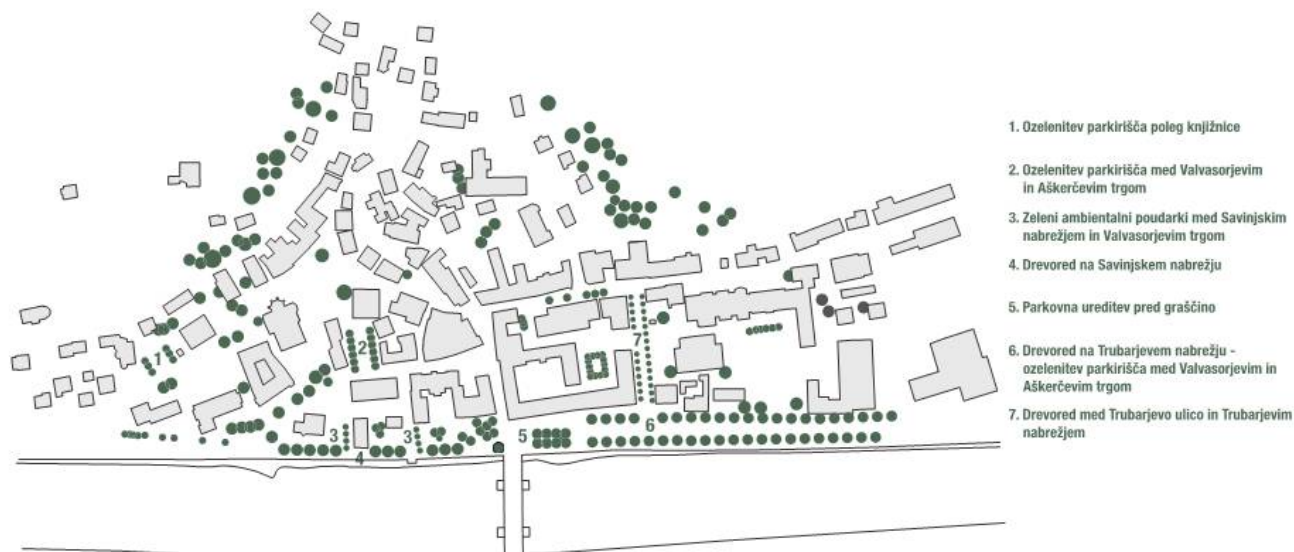 1. Ozelenitev parkirišča poleg knjižnice
2. Ozelenitev parkirišča med Valvasorjevim
in Aškerčevim trgom
3. Zeleni ambientalni poudarki med Savinjskim
nabrežjem in Valvasorjevim trgom
4. Drevored na Savinjskem nabrežju
5. Parkovna ureditev pred graščino
6. Drevored na Trubarjevem nabrežju -
ozelenitev parkirišča med Valvasorjevim in
Aškerčevim trgom
7. Drevored med Trubarjevo ulico in Trubarjevim
nabrežjem
7
1
2
6
3
3
5
4